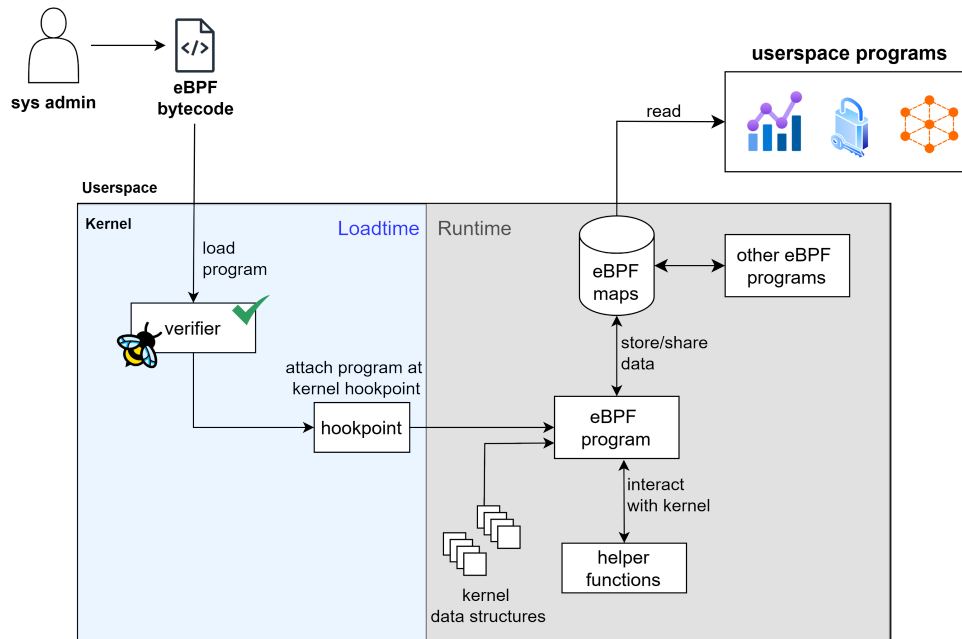 sys admin
</>
eBPF
bytecode
userspace programs
read
Userspace
Kernel
Loadtime
Runtime
load
program
verifier
attach program at
kernel hookpoint
hookpoint
eBPF
maps
other eBPF
programs
store/share
data
eBPF
program
interact
with kernel
helper
functions
kernel
data structures